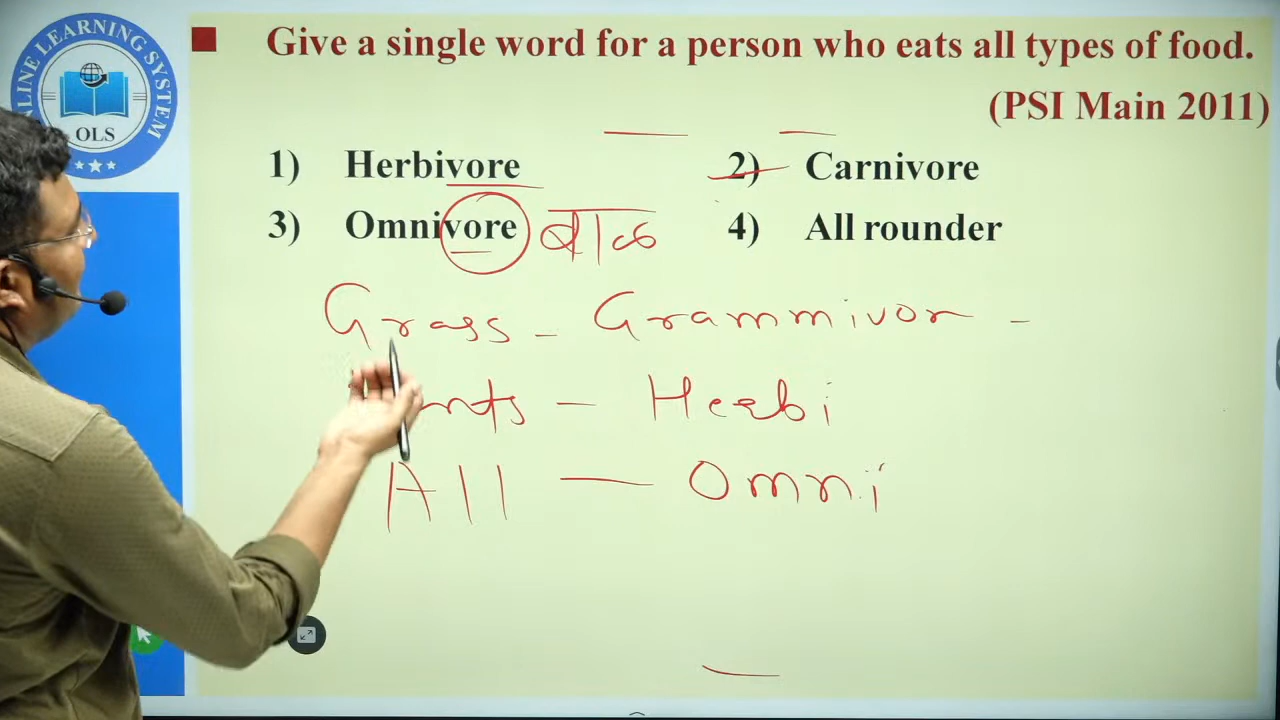 ONLINE LEARNING SYSTEM
OLS
Give a single word for a person who eats all types of food.
(PSI Main 2011)
1) Herbivore 2) Carnivore
3) Omnivore 4) All rounder
Grass - Grammivor -
— Herbi
All — Omni